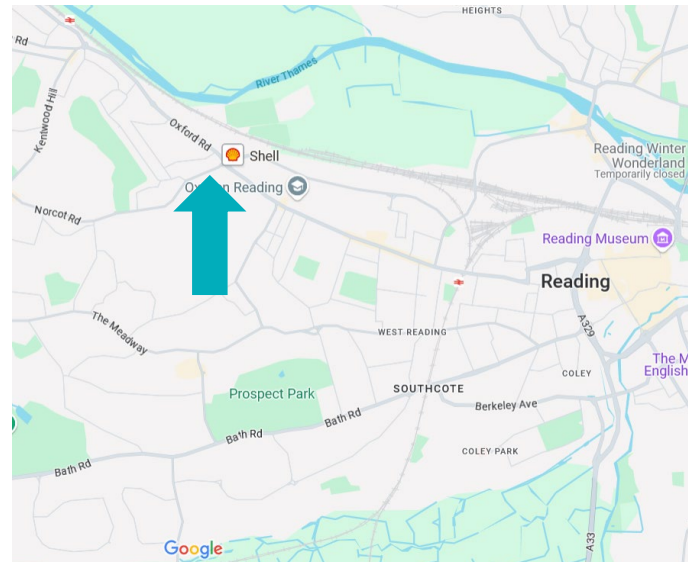 HEIGHTS
Rd
River Thames
Kentwood Hill
Oxford Rd
Shell
Reading Winter
Wonderland
Temporarily closed
Reading
Norcot Rd
Reading Museum
Reading
A329
The Meadway
WEST READING
The M
English
COLEY
SOUTHCOTE
Prospect Park
Berkeley Ave
Bath Rd
Bath Rd
Bath Rd
COLEY PARK
A33
Google